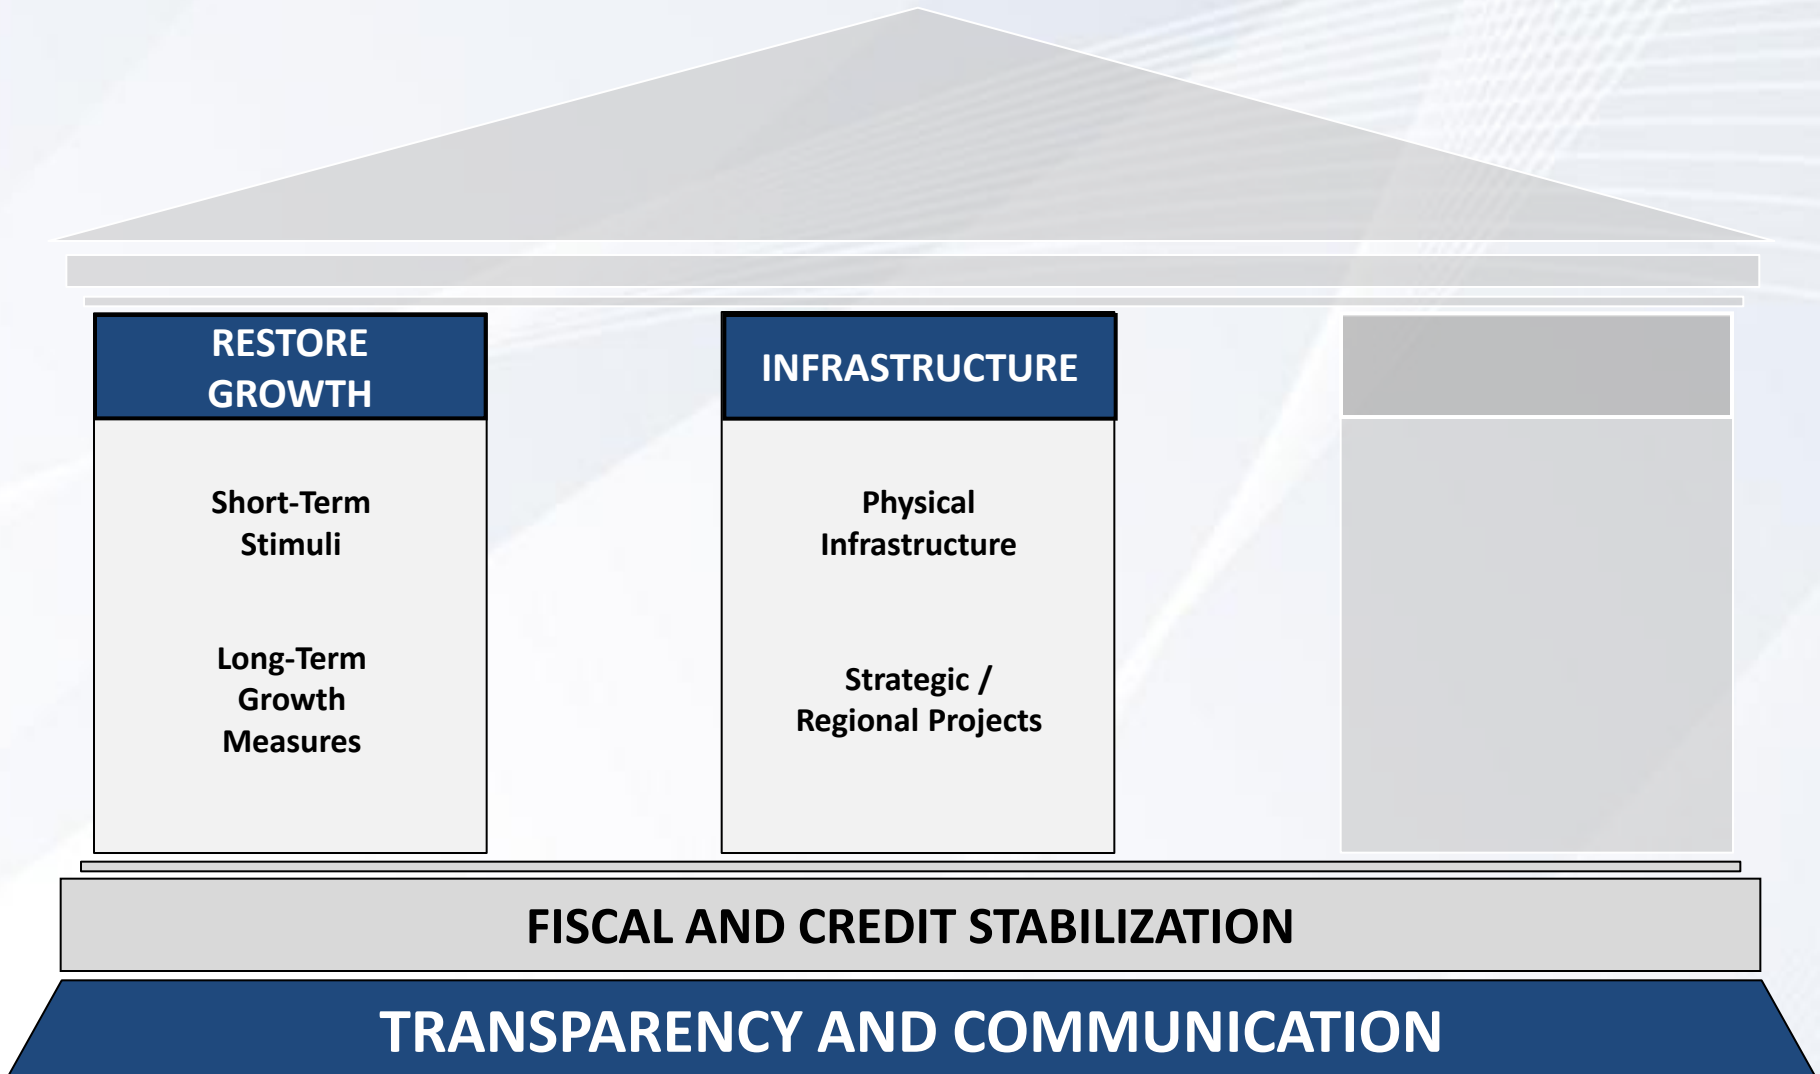 RESTORE
GROWTH
Short-Term
Stimuli
Long-Term
Growth
Measures
INFRASTRUCTURE
Physical
Infrastructure
Strategic /
Regional Projects
FISCAL AND CREDIT STABILIZATION
TRANSPARENCY AND COMMUNICATION